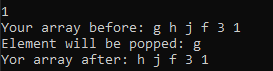 1
Your array before: g h j f 3 1
Element will be popped: g
Yor array after: h j f 3 1